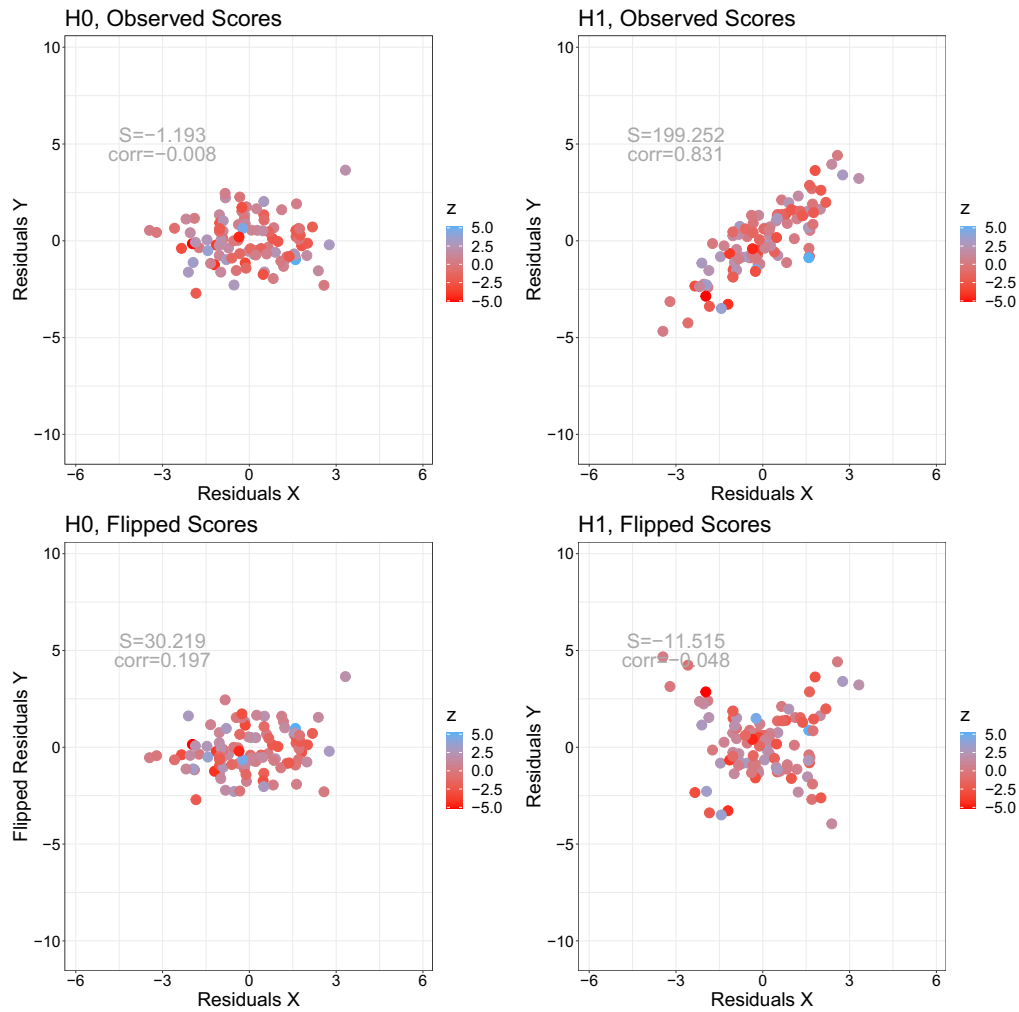 H0, Observed Scores
10
5
0
−5
−10
Residuals Y
S=−1.193
corr=−0.008
−6
−3
0
3
6
Residuals X
z
5.0
2.5
0.0
−2.5
−5.0
H1, Observed Scores
10
5
0
−5
−10
Residuals Y
S=199.252
corr=0.831
−6
−3
0
3
6
Residuals X
z
5.0
2.5
0.0
−2.5
−5.0
H0, Flipped Scores
10
5
0
−5
−10
Flipped Residuals Y
S=30.219
corr=0.197
−6
−3
0
3
6
Residuals X
z
5.0
2.5
0.0
−2.5
−5.0
H1, Flipped Scores
10
5
0
−5
−10
Residuals Y
S=−11.515
corr=−0.048
−6
−3
0
3
6
Residuals X
z
5.0
2.5
0.0
−2.5
−5.0